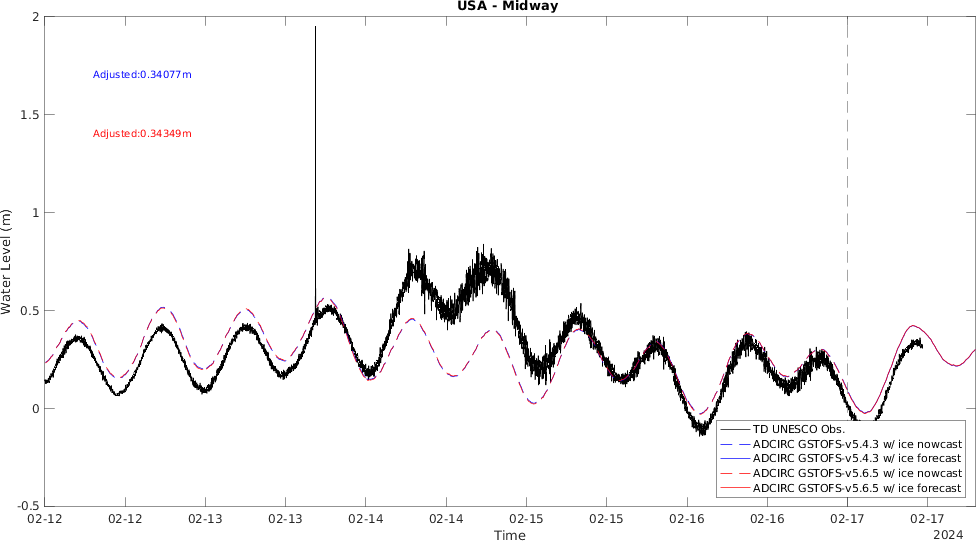 USA - Midway
2
1.5
1
0.5
0
-0.5
Water Level (m)
Adjusted:0.34077m
Adjusted:0.34349m
TD UNESCO Obs.
ADCIRC GSTOFS-v5.4.3 w/ ice nowcast
ADCIRC GSTOFS-v5.4.3 w/ ice forecast
ADCIRC GSTOFS-v5.6.5 w/ ice nowcast
ADCIRC GSTOFS-v5.6.5 w/ ice forecast
02-12 02-12 02-13 02-13 02-14 02-14 02-15 02-15 02-16 02-16 02-17 02-17
Time
2024